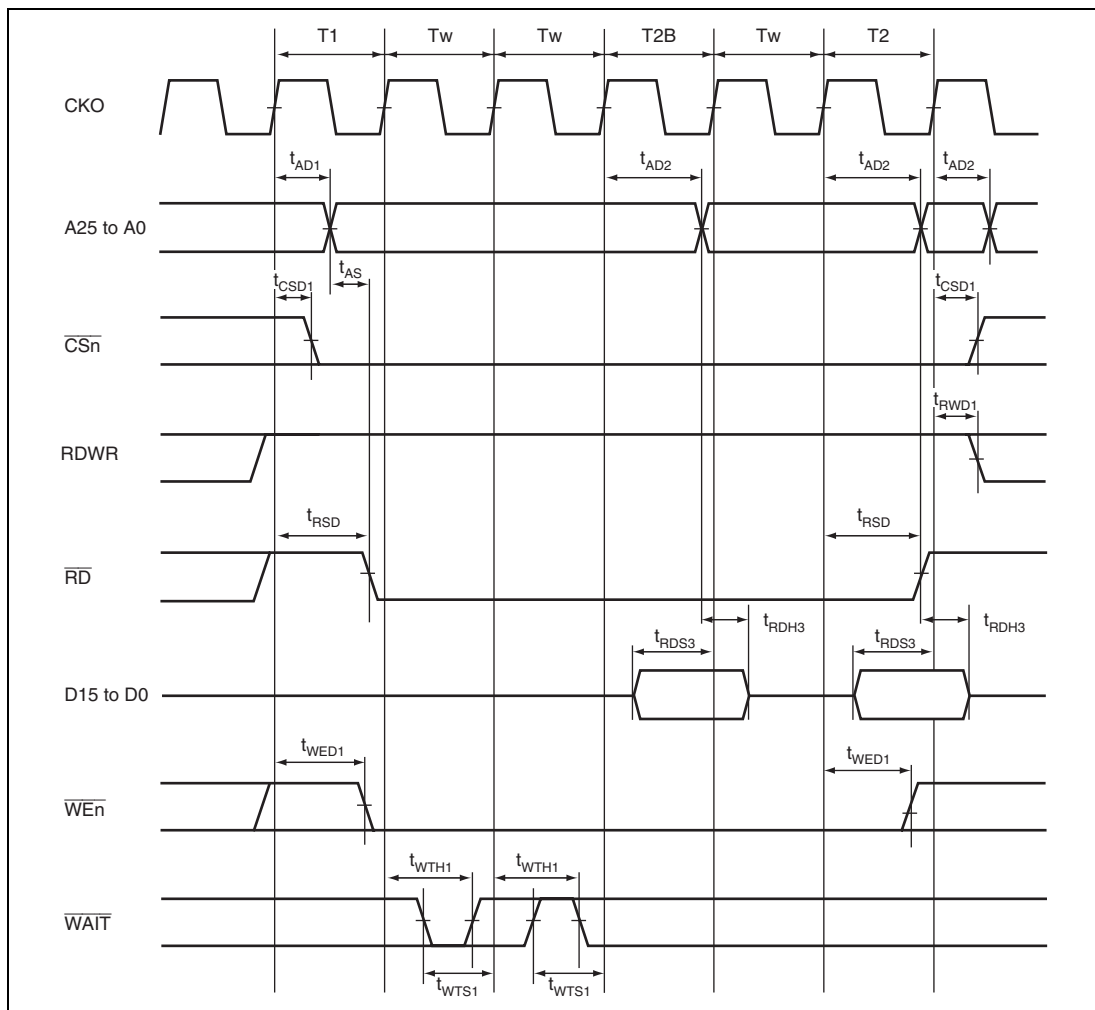 T1 Tw Tw T2B Tw T2
CKO
tAD1 tAD2 tAD2 tAD2
A25 to A0
tCSD1 tAS tCSD1
CSn
tRWD1
RDWR
tRSD tRSD
RD
tRDS3 tRDH3 tRDS3 tRDH3
D15 to D0
tWED1 tWED1
WEn
tWTH1 tWTH1
WAIT
tWTS1 tWTS1